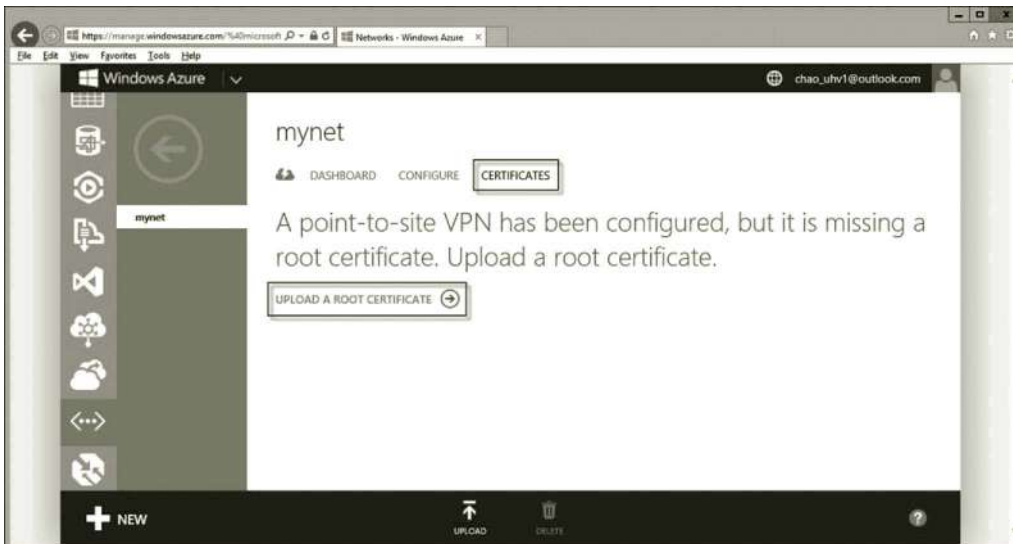 https://manage.windowsazure.com/%40microsoft
Networks - Windows Azure
File Edit View Favorites Tools Help
Windows Azure
chao_uhv1@outlook.com
mynet
DASHBOARD CONFIGURE CERTIFICATES
mynet
A point-to-site VPN has been configured, but it is missing a
root certificate. Upload a root certificate.
UPLOAD A ROOT CERTIFICATE
NEW
UPLOAD
DELETE